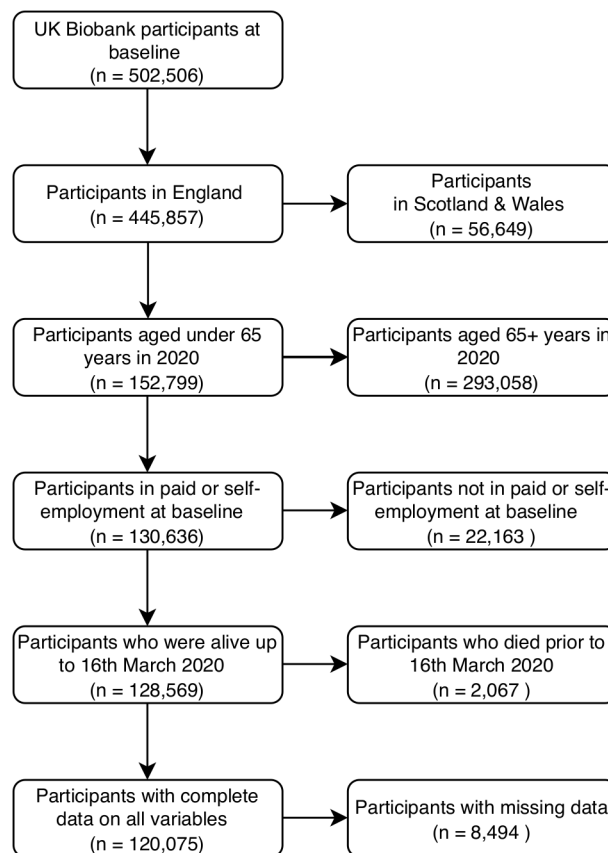 UK Biobank participants at
baseline
(n = 502,506)
Participants in England
(n = 445,857)
Participants
in Scotland & Wales
(n = 56,649)
Participants aged under 65
years in 2020
(n = 152,799)
Participants aged 65+ years in
2020
(n = 293,058)
Participants in paid or self-
employment at baseline
(n = 130,636)
Participants not in paid or self-
employment at baseline
(n = 22,163 )
Participants who were alive up
to 16th March 2020
(n = 128,569)
Participants who died prior to
16th March 2020
(n = 2,067 )
Participants with complete
data on all variables
(n = 120,075)
Participants with missing data
(n = 8,494 )